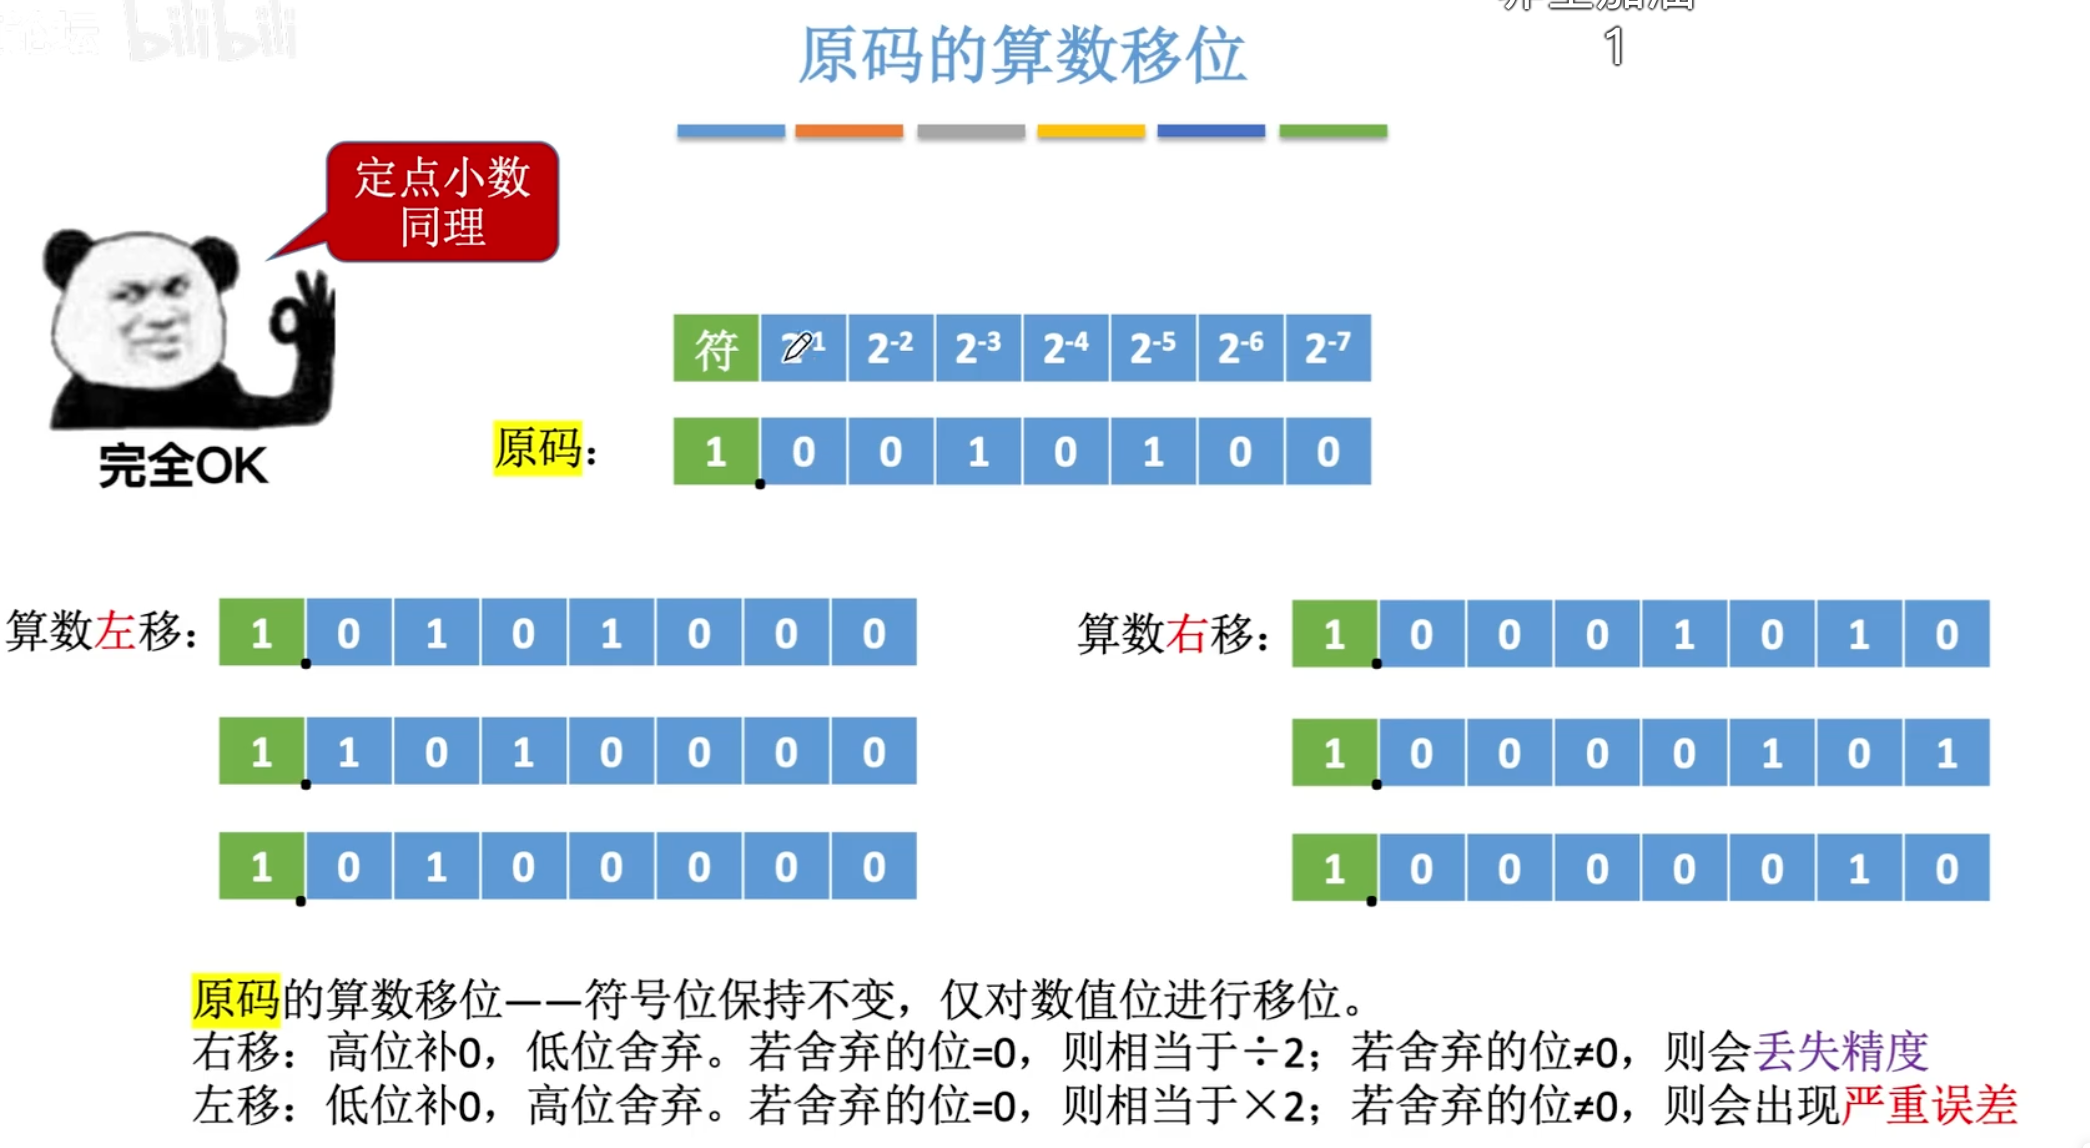 bilibili
原码的算数移位
1
定点小数
同理
完全OK
符 2⁻² 2⁻³ 2⁻⁴ 2⁻⁵ 2⁻⁶ 2⁻⁷
原码： 1 0 0 1 0 1 0 0
算数左移： 1 0 1 0 1 0 0 0
1 1 0 1 0 0 0 0
1 0 1 0 0 0 0 0
算数右移： 1 0 0 0 1 0 1 0
1 0 0 0 0 1 0 1
1 0 0 0 0 0 1 0
原码的算数移位——符号位保持不变，仅对数值位进行移位。
右移：高位补0，低位舍弃。若舍弃的位=0，则相当于÷2；若舍弃的位≠0，则会丢失精度
左移：低位补0，高位舍弃。若舍弃的位=0，则相当于×2；若舍弃的位≠0，则会出现严重误差